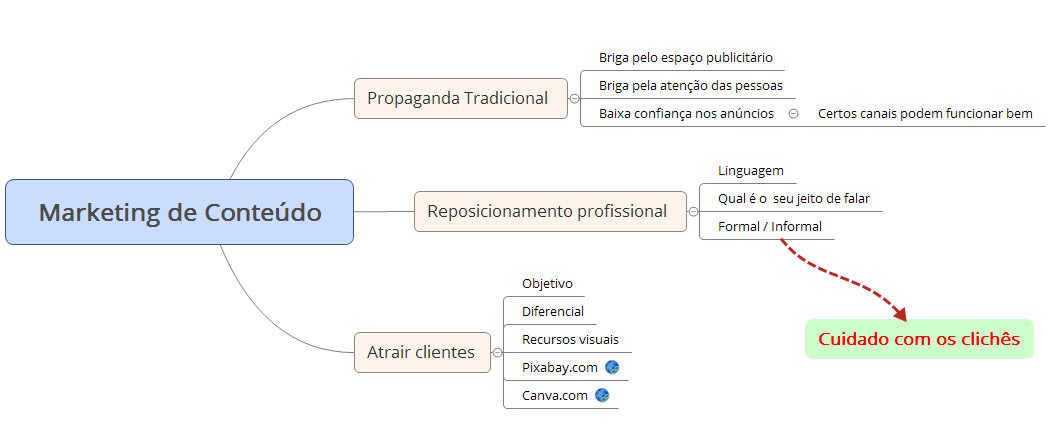 Marketing de Conteúdo
Propaganda Tradicional
Briga pelo espaço publicitário
Briga pela atenção das pessoas
Baixa confiança nos anúncios
Certos canais podem funcionar bem
Reposicionamento profissional
Linguagem
Qual é o seu jeito de falar
Formal / Informal
Cuidado com os clichês
Atrair clientes
Objetivo
Diferencial
Recursos visuais
Pixabay.com
Canva.com